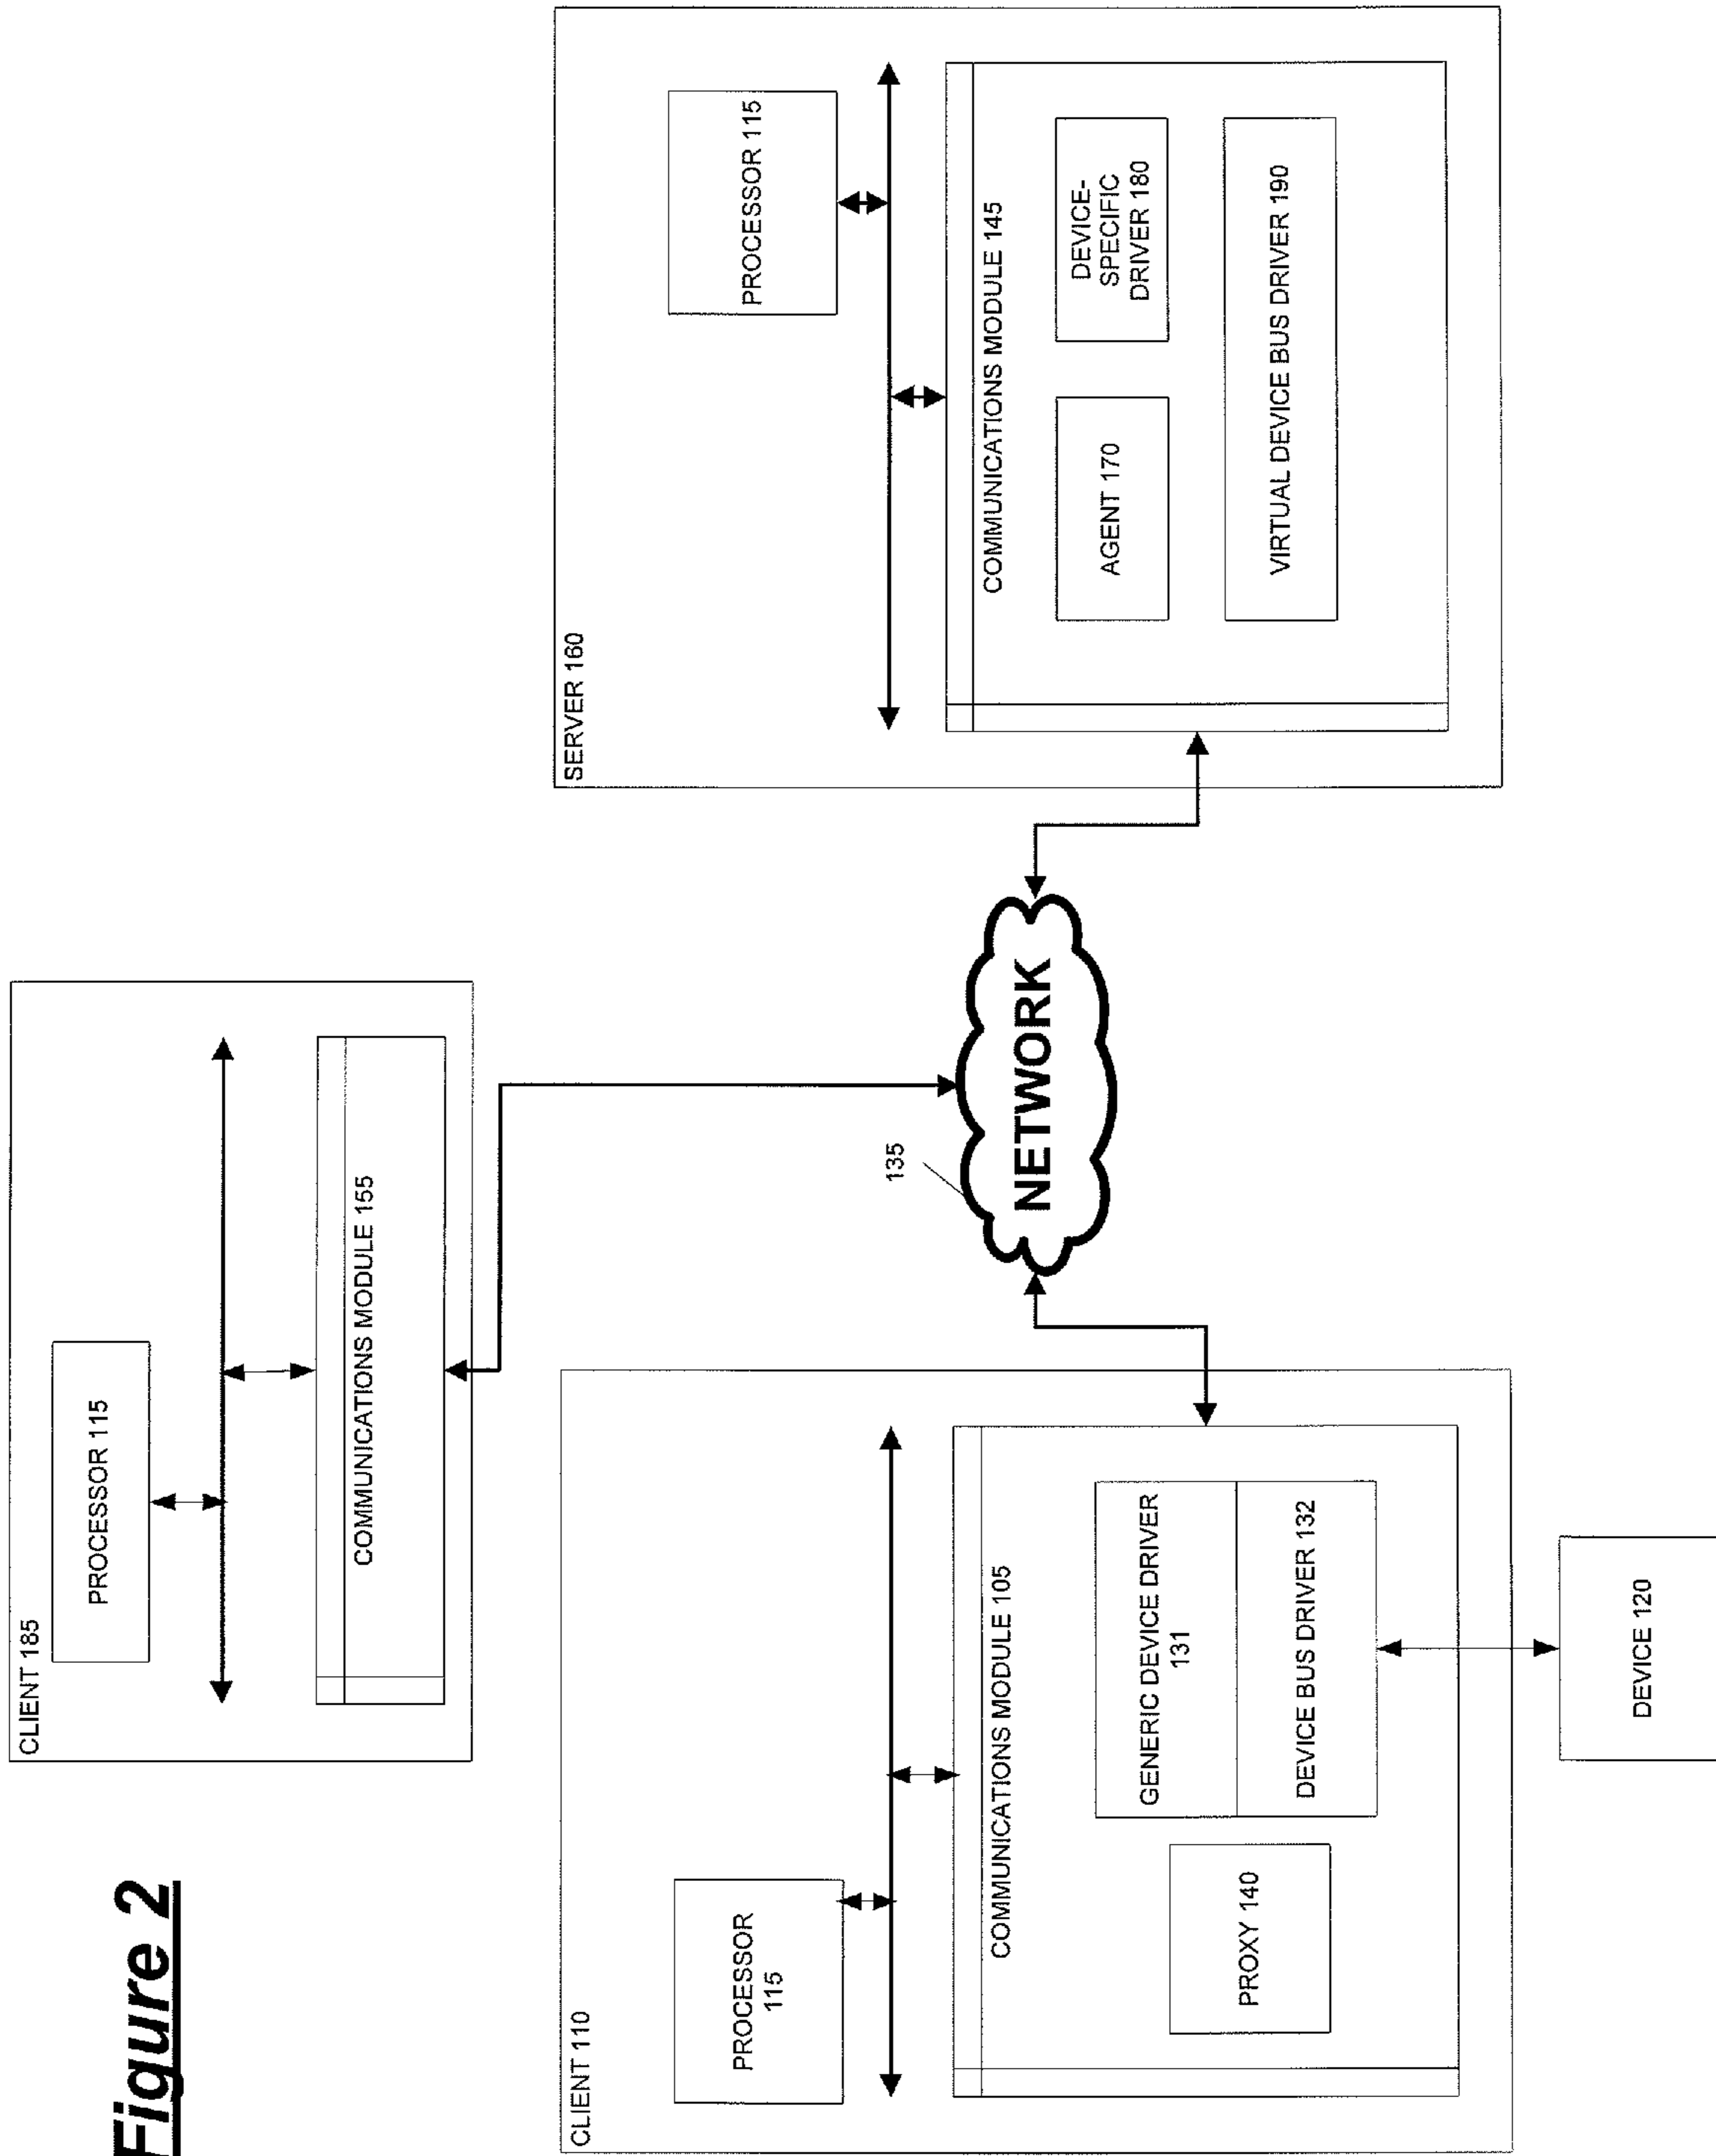 Figure 2
CLIENT 185
PROCESSOR 115
COMMUNICATIONS MODULE 155
CLIENT 110
PROCESSOR
115
COMMUNICATIONS MODULE 105
PROXY 140
GENERIC DEVICE DRIVER
131
DEVICE BUS DRIVER 132
DEVICE 120
135
NETWORK
SERVER 160
PROCESSOR 115
COMMUNICATIONS MODULE 145
AGENT 170
DEVICE-
SPECIFIC
DRIVER 180
VIRTUAL DEVICE BUS DRIVER 190